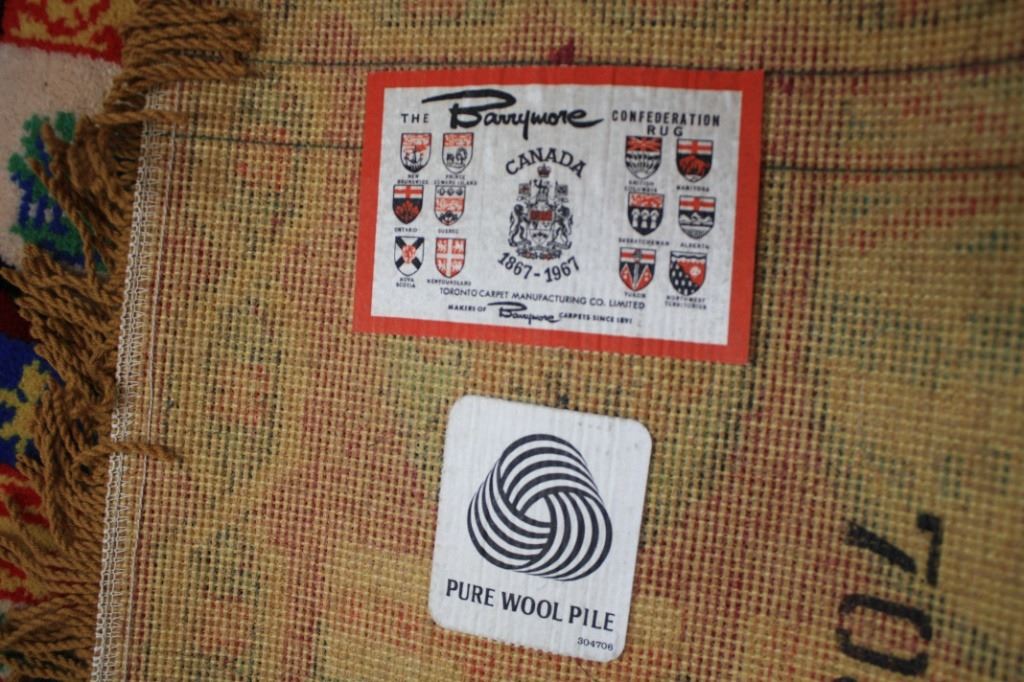 THE Barrymore CONFEDERATION
RUG
CANADA
NEW BRUNSWICK
PRINCE EDWARD ISLAND
BRITISH COLUMBIA
MANITOBA
ONTARIO
QUEBEC
SASKATCHEWAN
ALBERTA
NOVA SCOTIA
NEWFOUNDLAND
YUKON
NORTHWEST TERRITORIES
1867-1967
TORONTO CARPET MANUFACTURING CO. LIMITED
MAKERS OF Barrymore CARPETS SINCE 1891
PURE WOOL PILE
304706